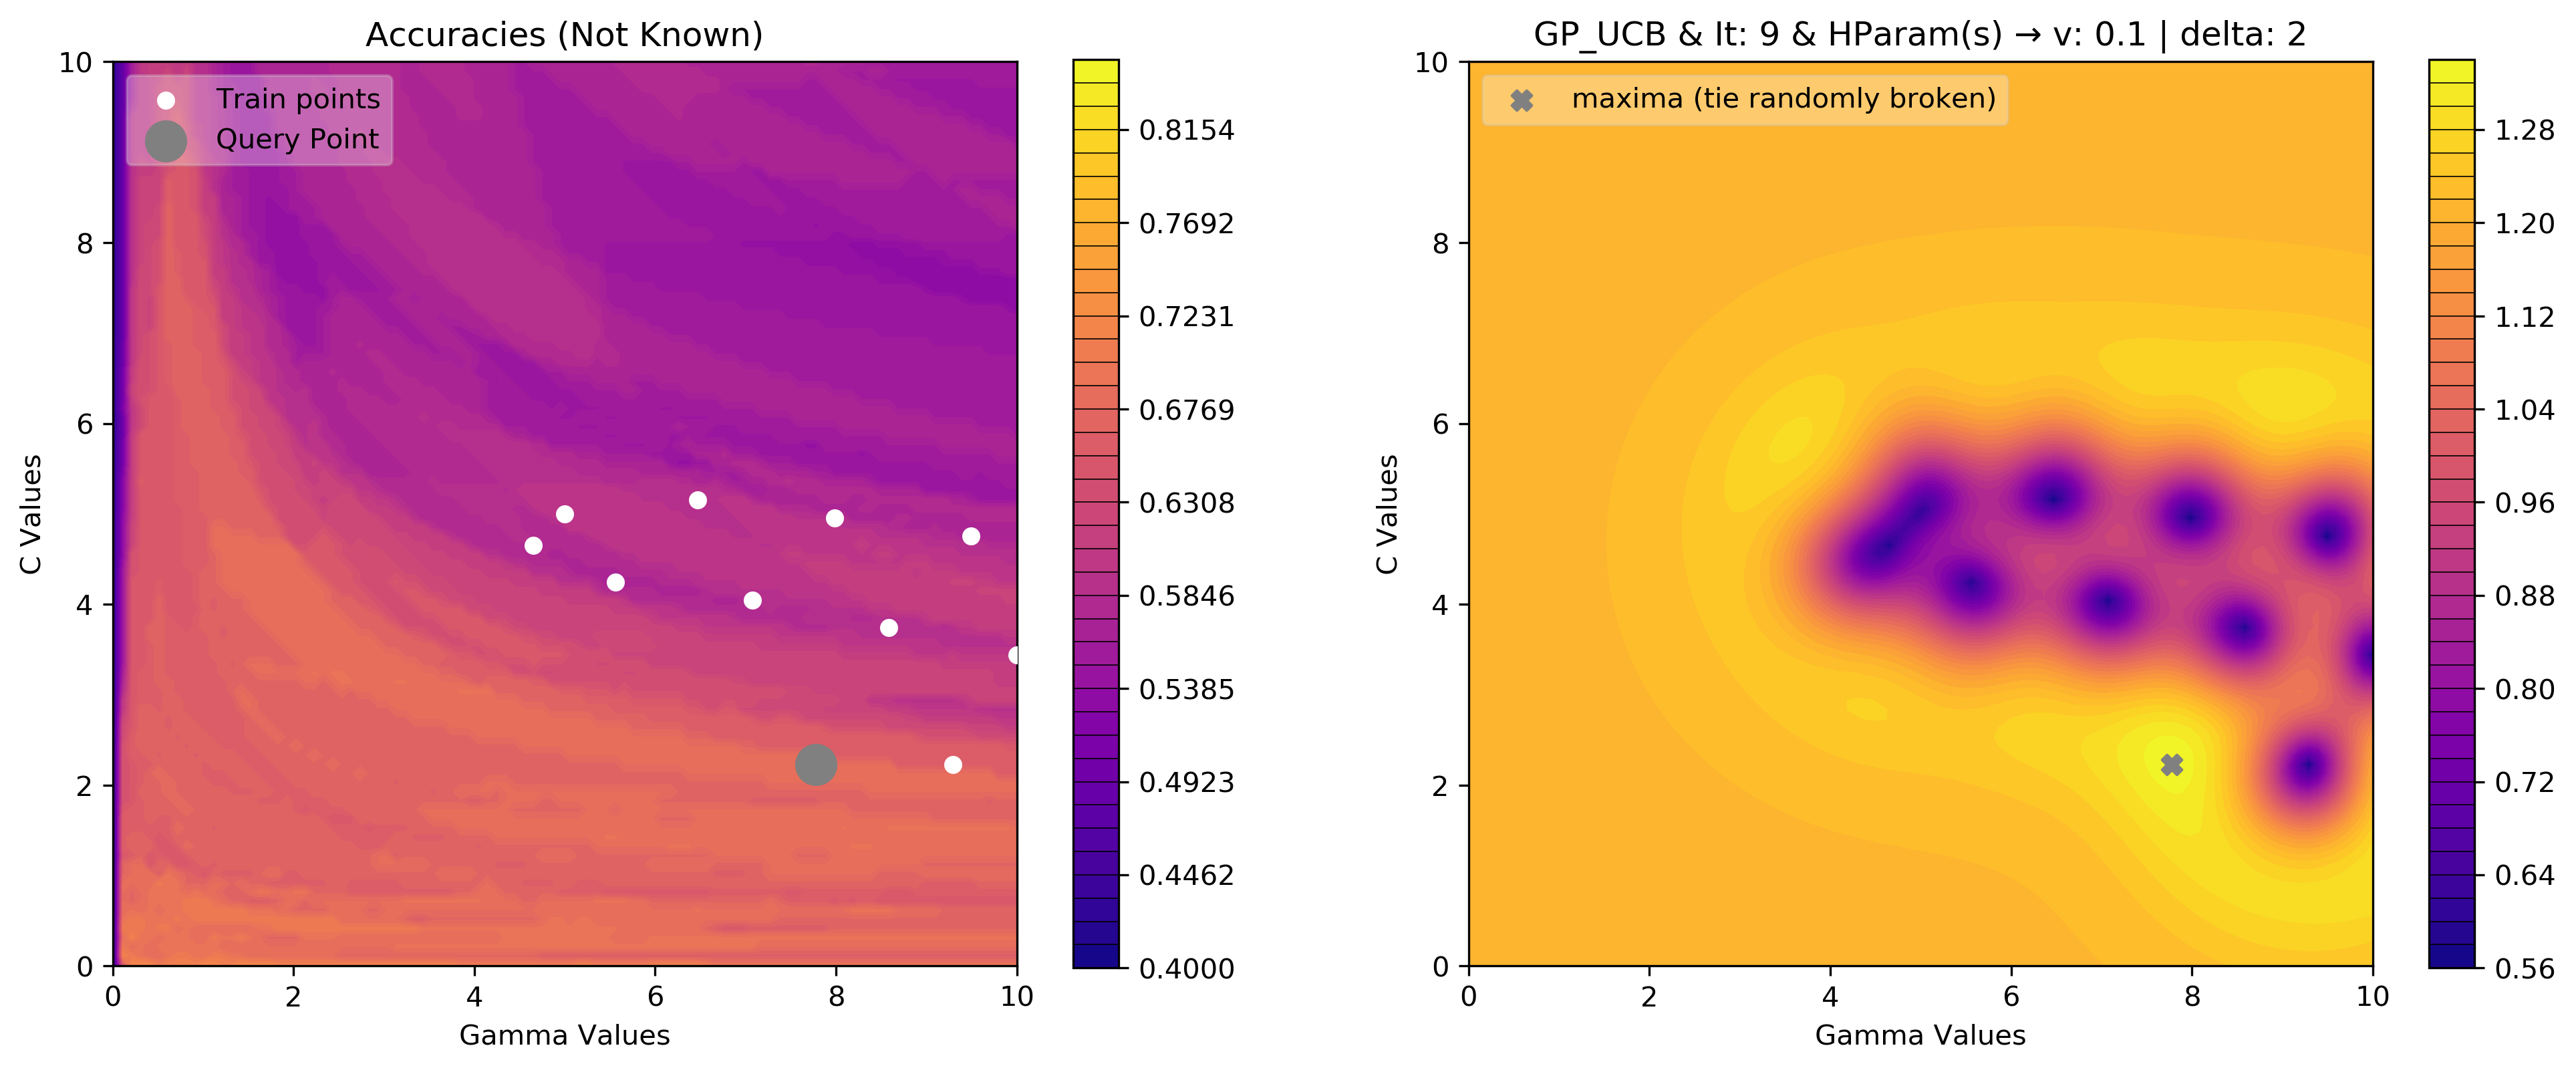 Accuracies (Not Known)
Train points
Query Point
10
8
6
4
2
0
C Values
0 2 4 6 8 10
Gamma Values
0.8154
0.7692
0.7231
0.6769
0.6308
0.5846
0.5385
0.4923
0.4462
0.4000
GP_UCB & It: 9 & HParam(s) → v: 0.1 | delta: 2
maxima (tie randomly broken)
10
8
6
4
2
0
C Values
0 2 4 6 8 10
Gamma Values
1.28
1.20
1.12
1.04
0.96
0.88
0.80
0.72
0.64
0.56